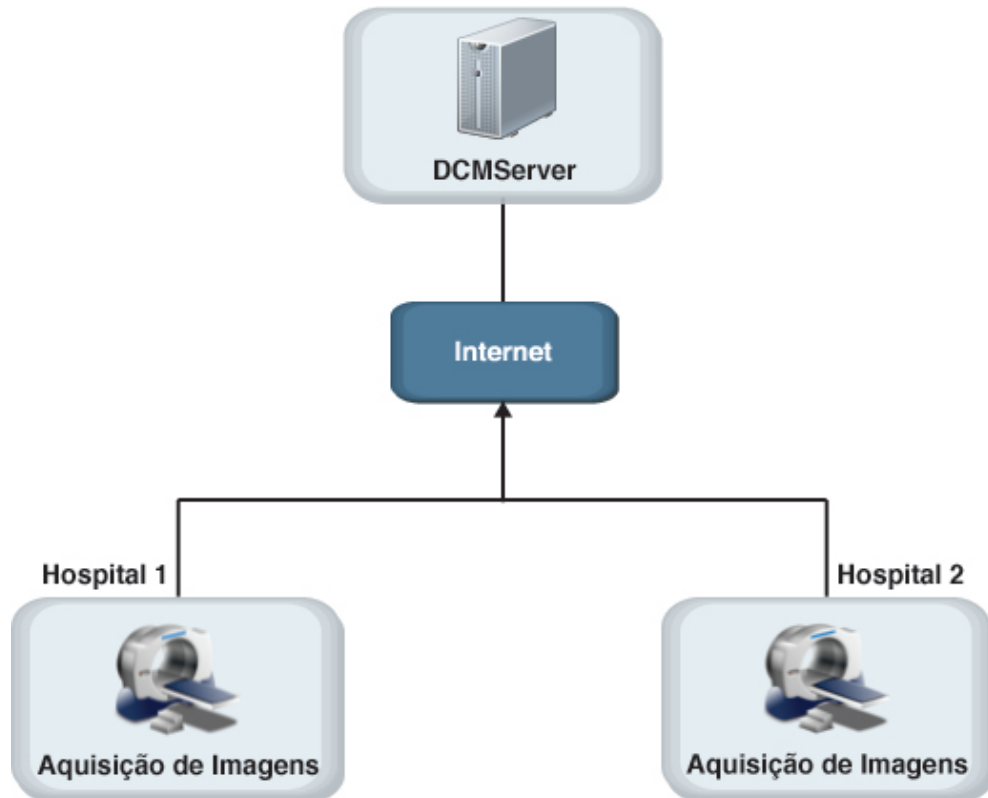 DCMServer
Internet
Hospital 1
Hospital 2
Aquisição de Imagens
Aquisição de Imagens